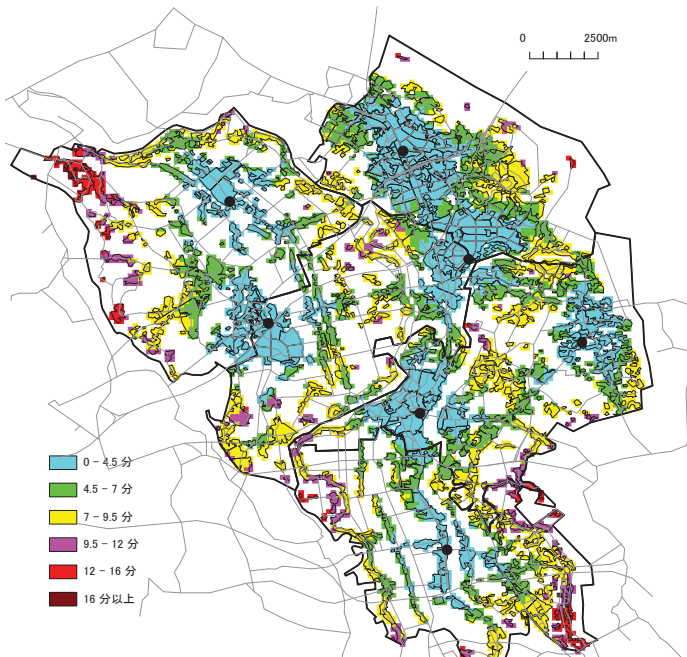 0 2500m
0 – 4.5 分
4.5 – 7 分
7 – 9.5 分
9.5 – 12 分
12 – 16 分
16 分以上